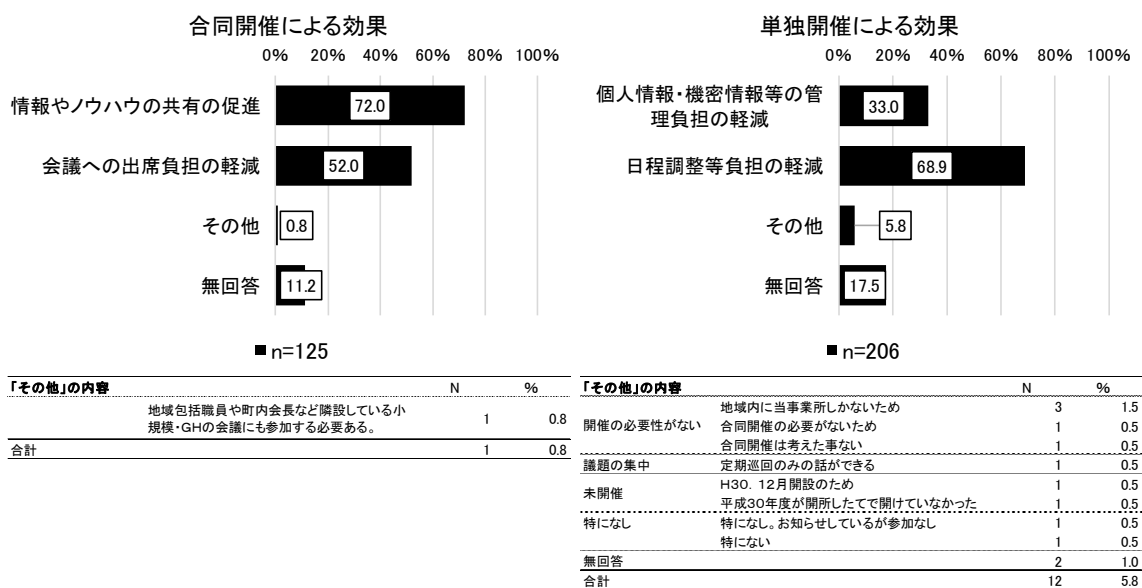 合同開催による効果
0% 20% 40% 60% 80% 100%
情報やノウハウの共有の促進 72.0
会議への出席負担の軽減 52.0
その他 0.8
無回答 11.2
■ n=125
「その他」の内容 N %
地域包括職員や町内会長など隣設している小
規模・GHの会議にも参加する必要ある。 1 0.8
合計 1 0.8
単独開催による効果
0% 20% 40% 60% 80% 100%
個人情報・機密情報等の管
理負担の軽減 33.0
日程調整等負担の軽減 68.9
その他 5.8
無回答 17.5
■ n=206
「その他」の内容 N %
開催の必要性がない
地域内に当事業所しかないため 3 1.5
合同開催の必要がないため 1 0.5
合同開催は考えた事ない 1 0.5
議題の集中 定期巡回のみの話ができる 1 0.5
未開催
H30．12月開設のため 1 0.5
平成30年度が開所したてで開けていなかった 1 0.5
特になし 特になし。お知らせしているが参加なし 1 0.5
特にない 1 0.5
無回答 2 1.0
合計 12 5.8